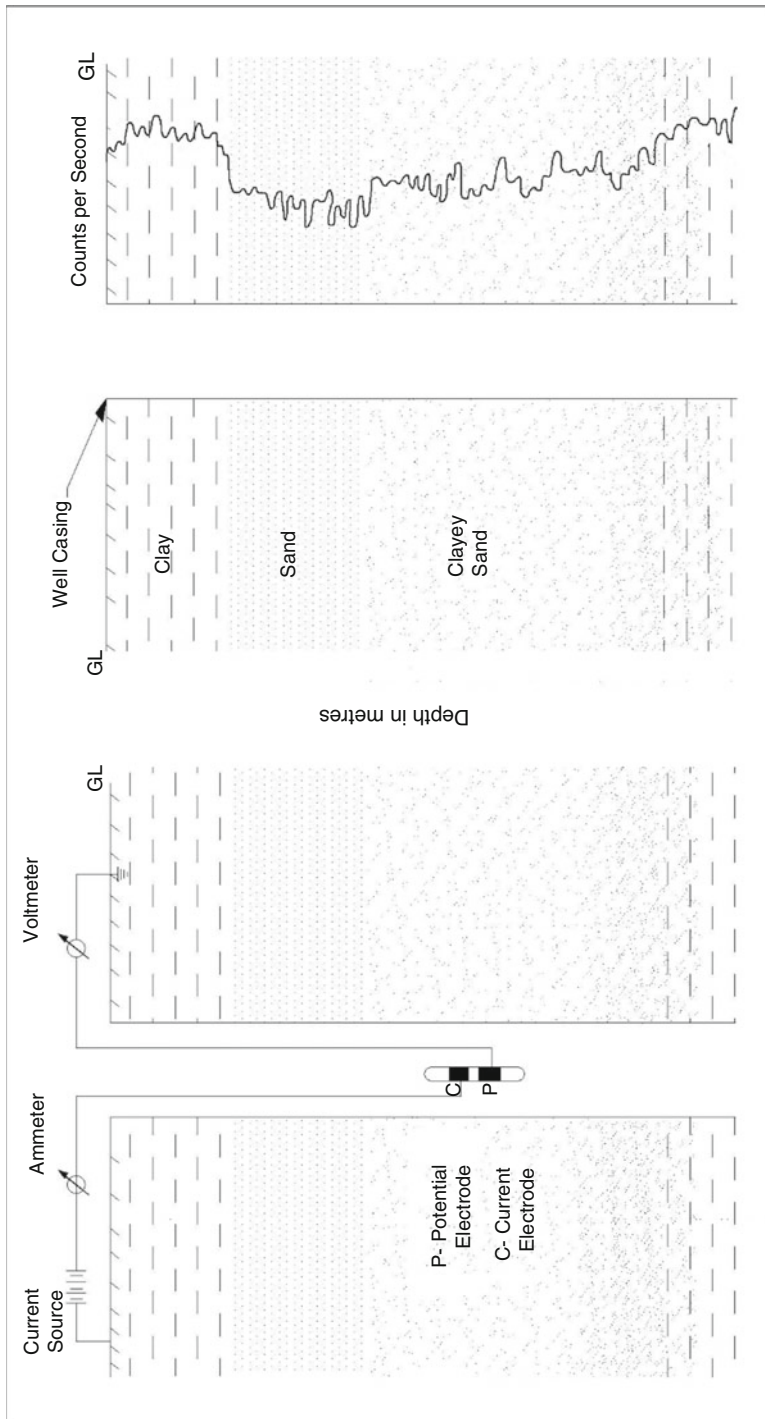 Current
Source
Ammeter
Voltmeter
GL
C
P
P- Potential
Electrode
C- Current
Electrode
Depth in metres
GL
Well Casing
Clay
Sand
Clayey
Sand
Counts per Second
GL